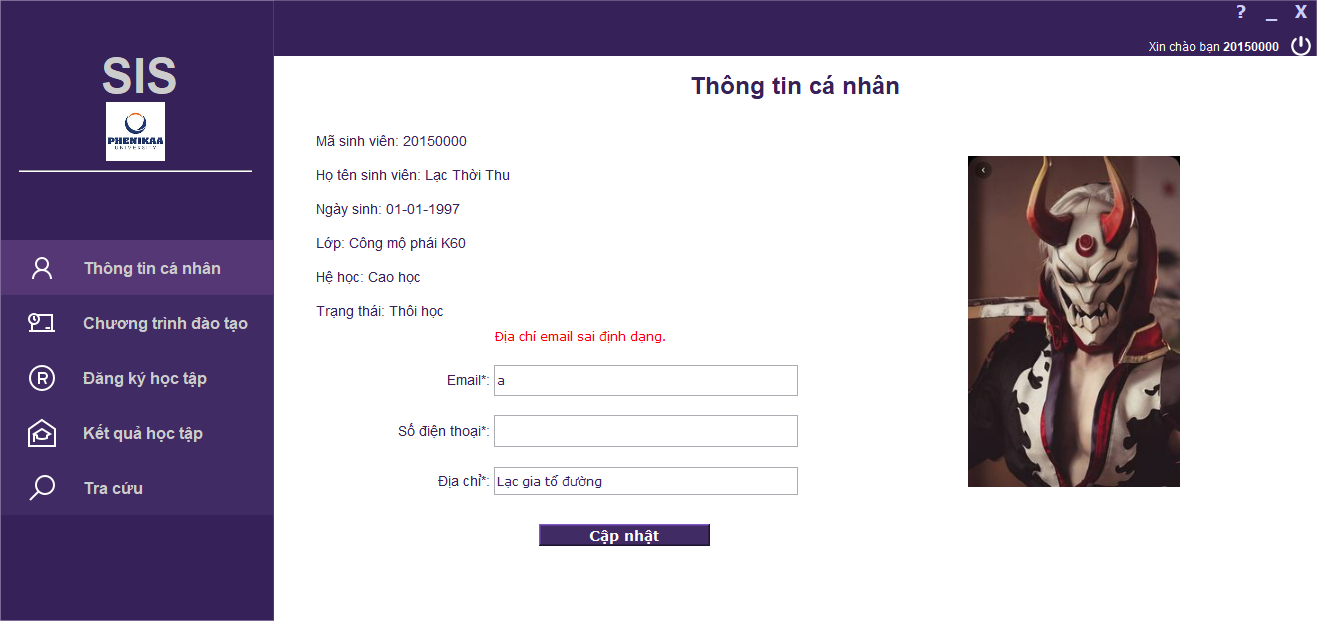 ? _ X
Xin chào bạn 20150000
SIS
PHENIKAA
UNIVERSITY
Thông tin cá nhân
Chương trình đào tạo
Đăng ký học tập
Kết quả học tập
Tra cứu
Thông tin cá nhân
Mã sinh viên: 20150000
Họ tên sinh viên: Lạc Thời Thu
Ngày sinh: 01-01-1997
Lớp: Công mộ phái K60
Hệ học: Cao học
Trạng thái: Thôi học
Địa chỉ email sai định dạng.
Email*: a
Số điện thoại*:
Địa chỉ*: Lạc gia tổ đường
Cập nhật